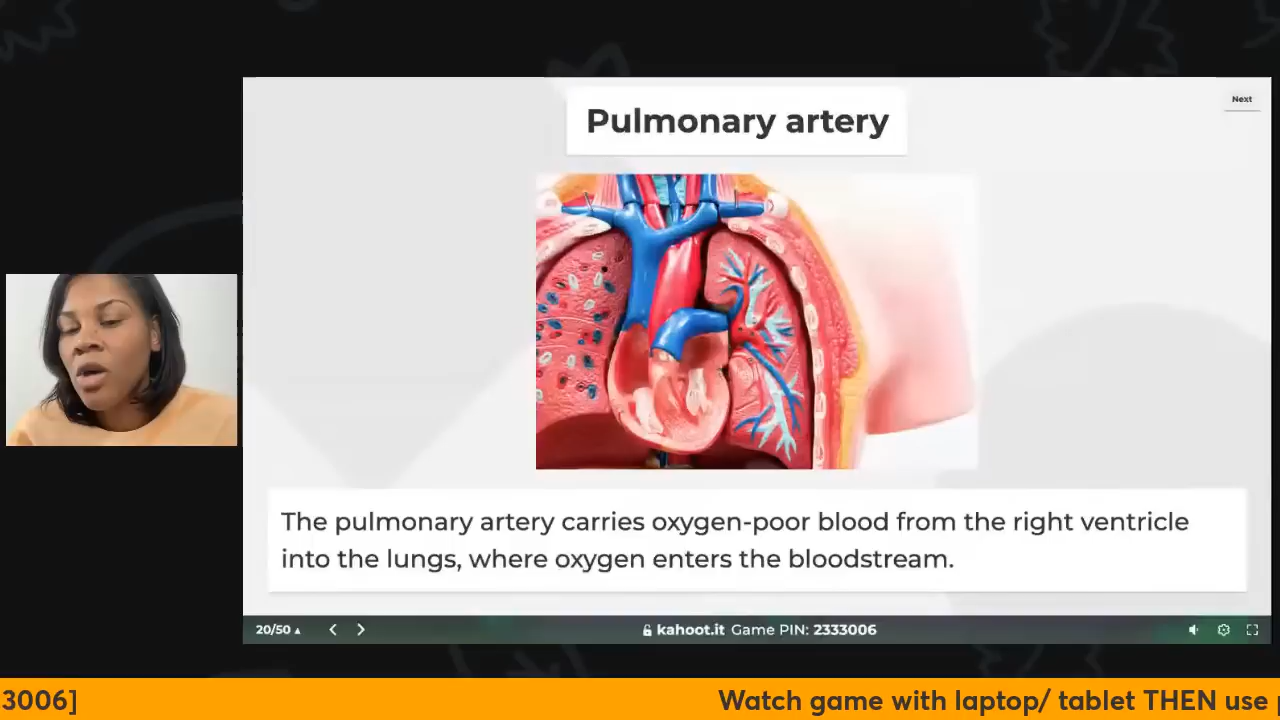 Pulmonary artery
Next
The pulmonary artery carries oxygen-poor blood from the right ventricle
into the lungs, where oxygen enters the bloodstream.
20/50
kahoot.it Game PIN: 2333006
3006] Watch game with laptop/ tablet THEN use